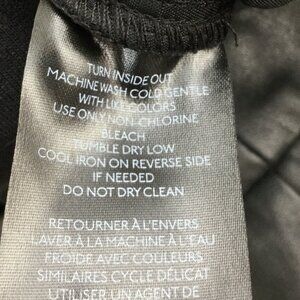 TURN INSIDE OUT
MACHINE WASH COLD GENTLE
WITH LIKE COLORS
USE ONLY NON-CHLORINE
BLEACH
TUMBLE DRY LOW
COOL IRON ON REVERSE SIDE
IF NEEDED
DO NOT DRY CLEAN
RETOURNER À L'ENVERS
LAVER À LA MACHINE À L'EAU
FROIDE AVEC COULEURS
SIMILAIRES CYCLE DÉLICAT
UTILISER UN AGENT DE